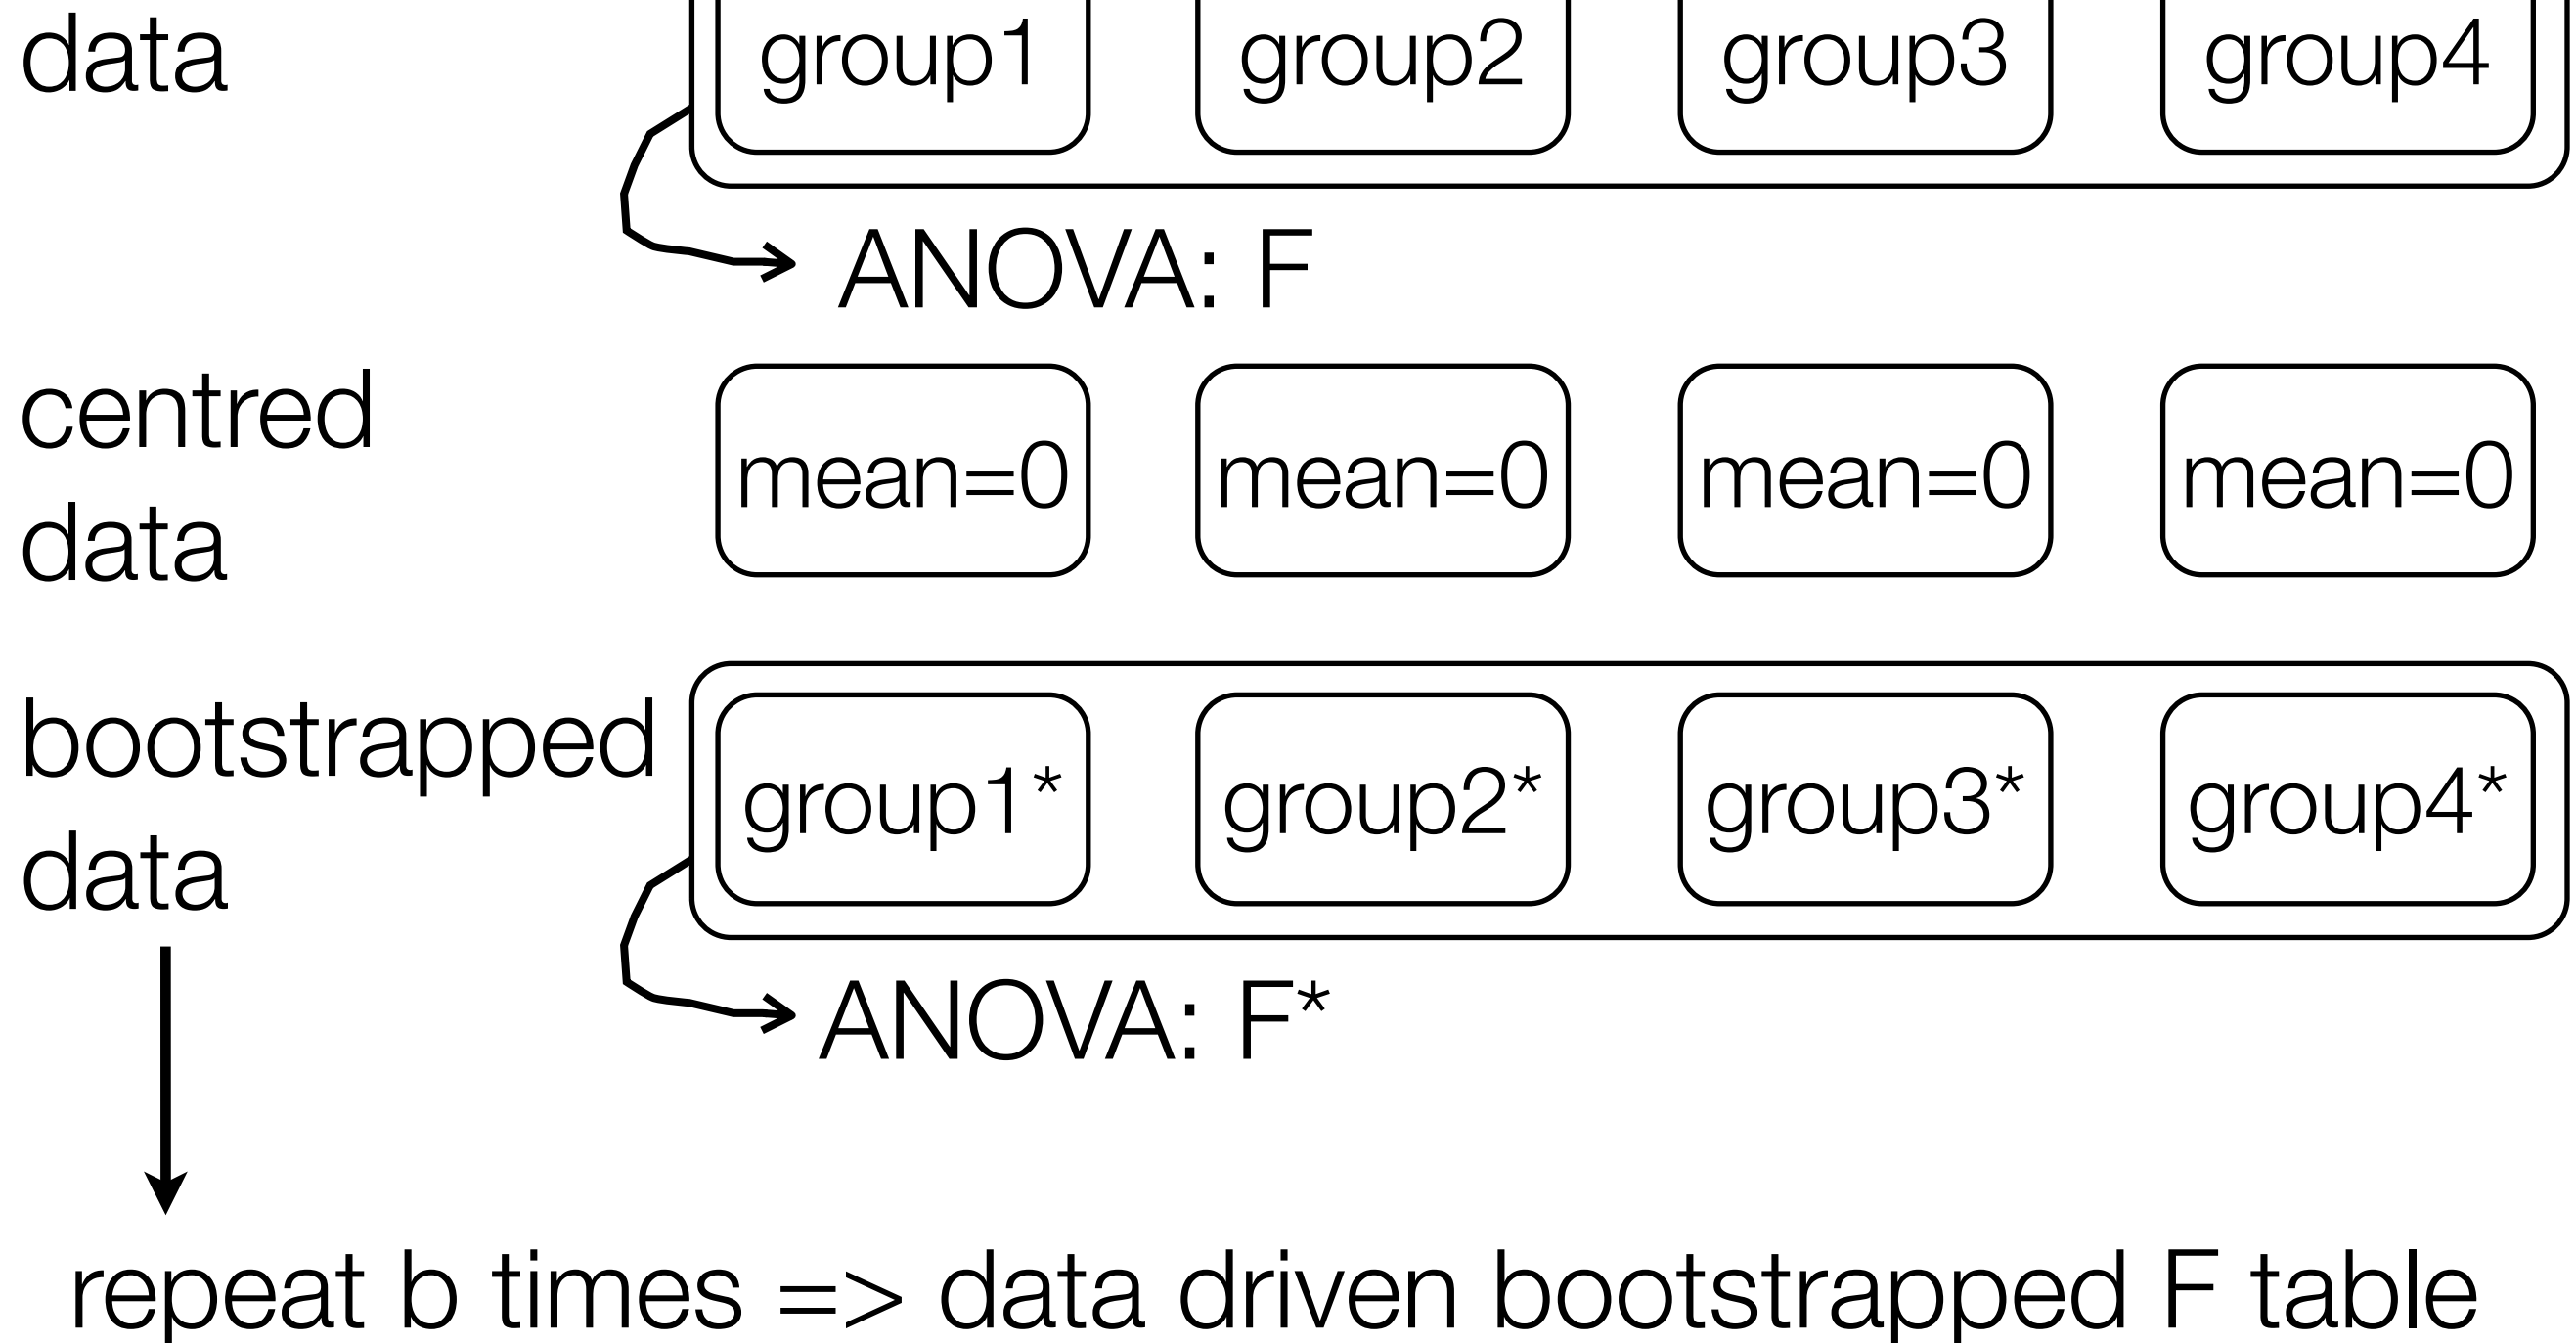 data
group1 group2 group3 group4
ANOVA: F
centred
data
mean=0 mean=0 mean=0 mean=0
bootstrapped
data
group1* group2* group3* group4*
ANOVA: F*
repeat b times => data driven bootstrapped F table